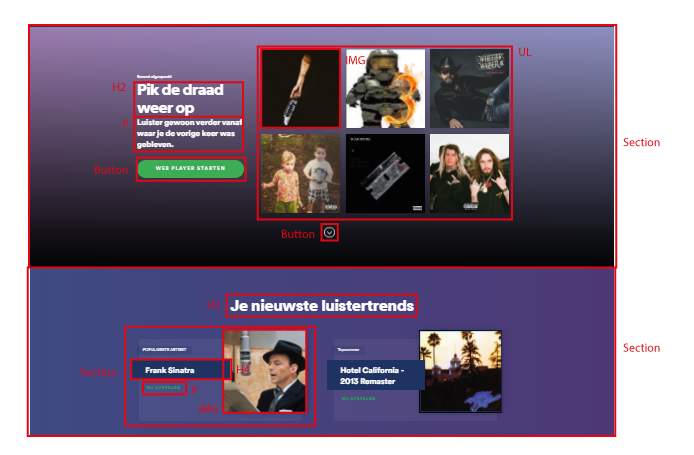 UL
IMG
Onlangs afgespeeld
H2
Pik de draad
weer op
P
Luister gewoon verder vanaf
waar je de vorige keer was
gebleven.
Button
WEB PLAYER STARTEN
Section
Button
H2
Je nieuwste luistertrends
Section
POPULAIRSTE ARTIEST
Topnummer
Section
Frank Sinatra
H4
Hotel California -
2013 Remaster
NU AFSPELEN
P
NU AFSPELEN
IMG